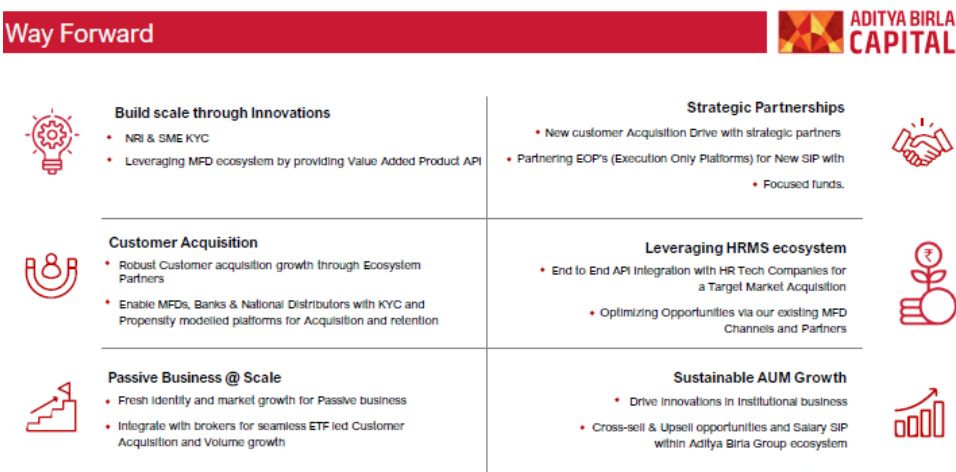 Way Forward
ADITYA BIRLA
CAPITAL
Build scale through Innovations
NRI & SME KYC
Leveraging MFD ecosystem by providing Value Added Product API
Strategic Partnerships
New customer Acquisition Drive with strategic partners
Partnering EOP's (Execution Only Platforms) for New SIP with
Focused funds.
Customer Acquisition
Robust Customer acquisition growth through Ecosystem
Partners
Enable MFDs, Banks & National Distributors with KYC and
Propensity modelled platforms for Acquisition and retention
Leveraging HRMS ecosystem
End to End API Integration with HR Tech Companies for
a Target Market Acquisition
Optimizing Opportunities via our existing MFD
Channels and Partners
Passive Business @ Scale
Fresh identity and market growth for Passive business
Integrate with brokers for seamless ETF led Customer
Acquisition and Volume growth
Sustainable AUM Growth
Drive Innovations in Institutional business
Cross-sell & Upsell opportunities and Salary SIP
within Aditya Birla Group ecosystem
₹